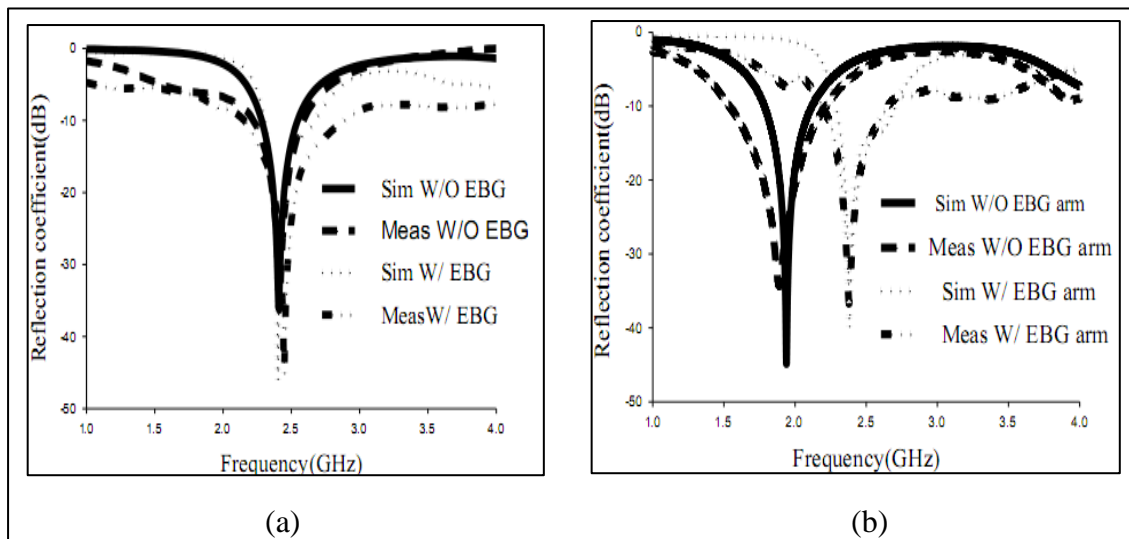 0
-10
-20
-30
-40
-50
Reflection coefficient(dB)
Sim W/O EBG
Meas W/O EBG
Sim W/ EBG
MeasW/ EBG
1.0 1.5 2.0 2.5 3.0 3.5 4.0
Frequency(GHz)
(a)
0
-10
-20
-30
-40
-50
Reflection coefficient(dB)
Sim W/O EBG arm
Meas W/O EBG arm
Sim W/ EBG arm
Meas W/ EBG arm
1.0 1.5 2.0 2.5 3.0 3.5 4.0
Frequency(GHz)
(b)